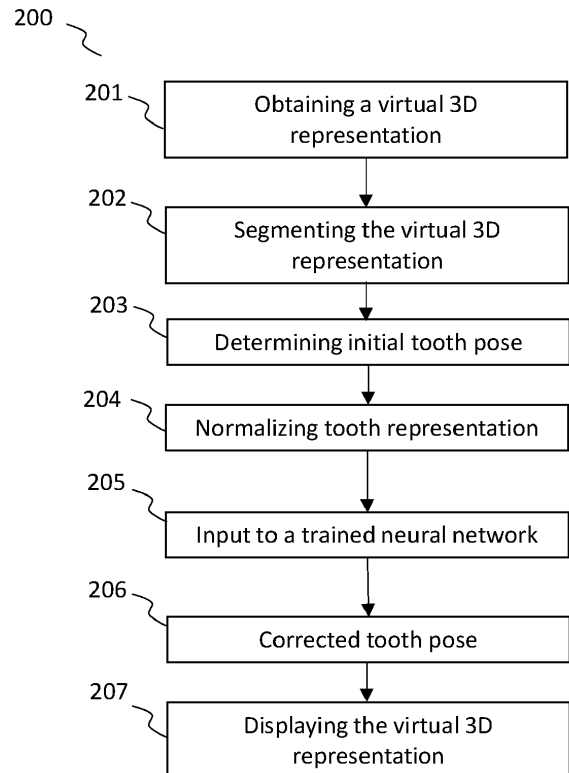 200
201
Obtaining a virtual 3D
representation
202
Segmenting the virtual 3D
representation
203
Determining initial tooth pose
204
Normalizing tooth representation
205
Input to a trained neural network
206
Corrected tooth pose
207
Displaying the virtual 3D
representation